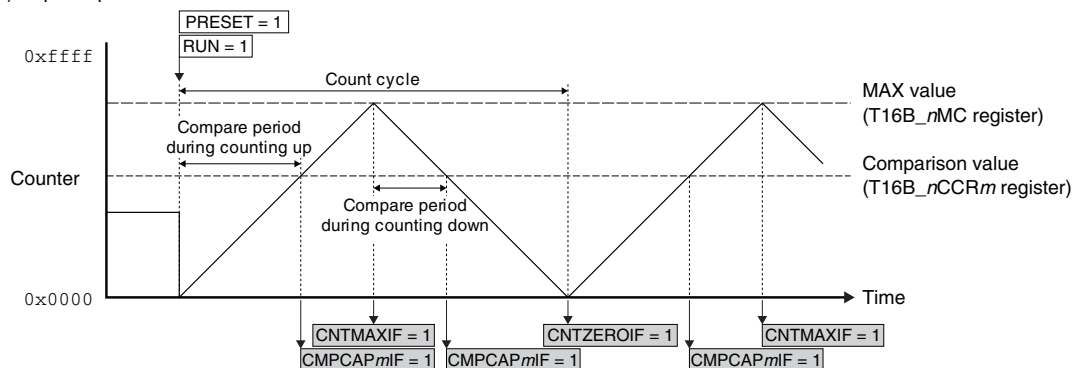 PRESET = 1
RUN = 1
0xffff
Count cycle
MAX value
(T16B_nMC register)
Compare period
during counting up
Comparison value
(T16B_nCCRm register)
Counter
Compare period
during counting down
0x0000
Time
CNTMAXIF = 1
CNTZEROIF = 1
CNTMAXIF = 1
CMPCAPmIF = 1
CMPCAPmIF = 1
CMPCAPmIF = 1